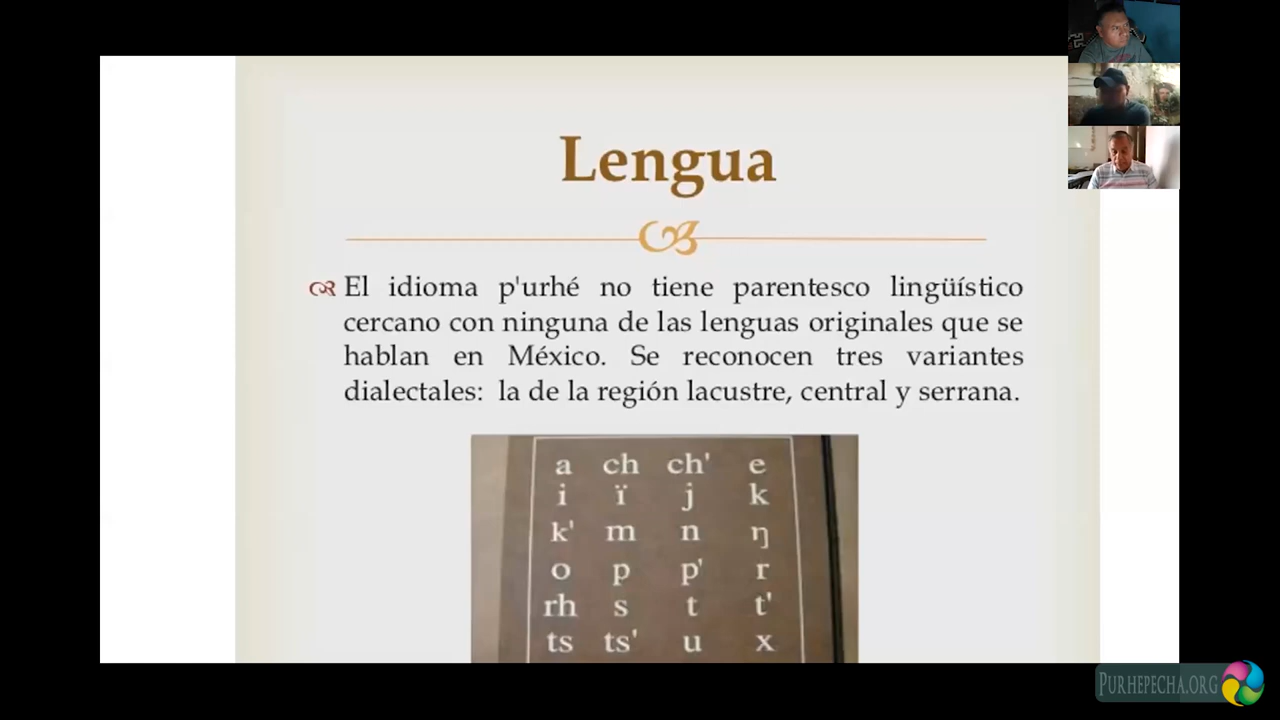 Lengua
El idioma p'urhé no tiene parentesco lingüístico
cercano con ninguna de las lenguas originales que se
hablan en México. Se reconocen tres variantes
dialectales: la de la región lacustre, central y serrana.
a ch ch' e
i ï j k
k' m n ŋ
o p p' r
rh s t t'
ts ts' u x
PURHEPECHA.ORG